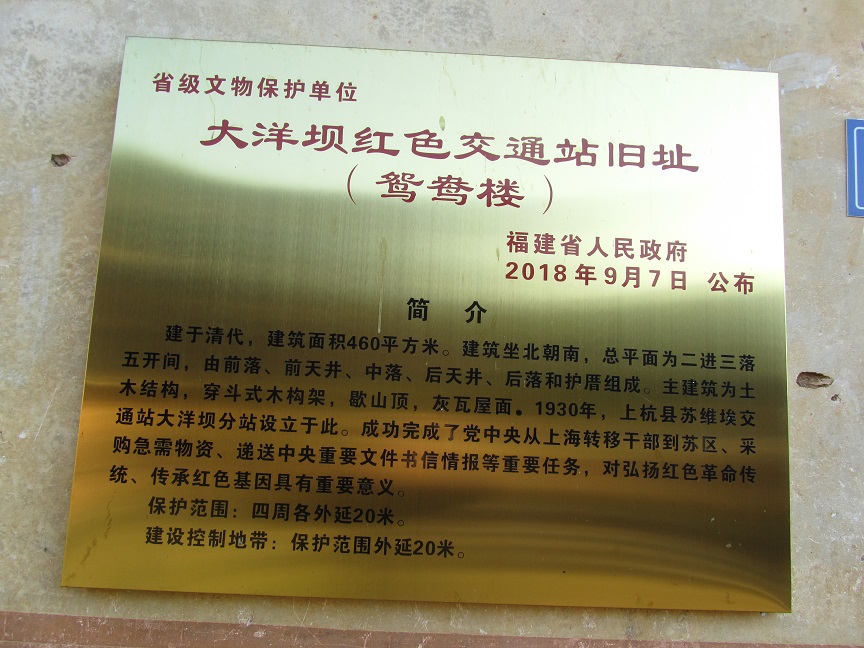 省级文物保护单位
大洋坝红色交通站旧址
（鸳鸯楼）
福建省人民政府
2018年9月7日 公布
简 介
建于清代，建筑面积460平方米。建筑坐北朝南，总平面为二进三落
五开间，由前落、前天井、中落、后天井、后落和护厝组成。主建筑为土
木结构，穿斗式木构架，歇山顶，灰瓦屋面。1930年，上杭县苏维埃交
通站大洋坝分站设立于此。成功完成了党中央从上海转移干部到苏区、采
购急需物资、递送中央重要文件书信情报等重要任务，对弘扬红色革命传
统、传承红色基因具有重要意义。
保护范围：四周各外延20米。
建设控制地带：保护范围外延20米。